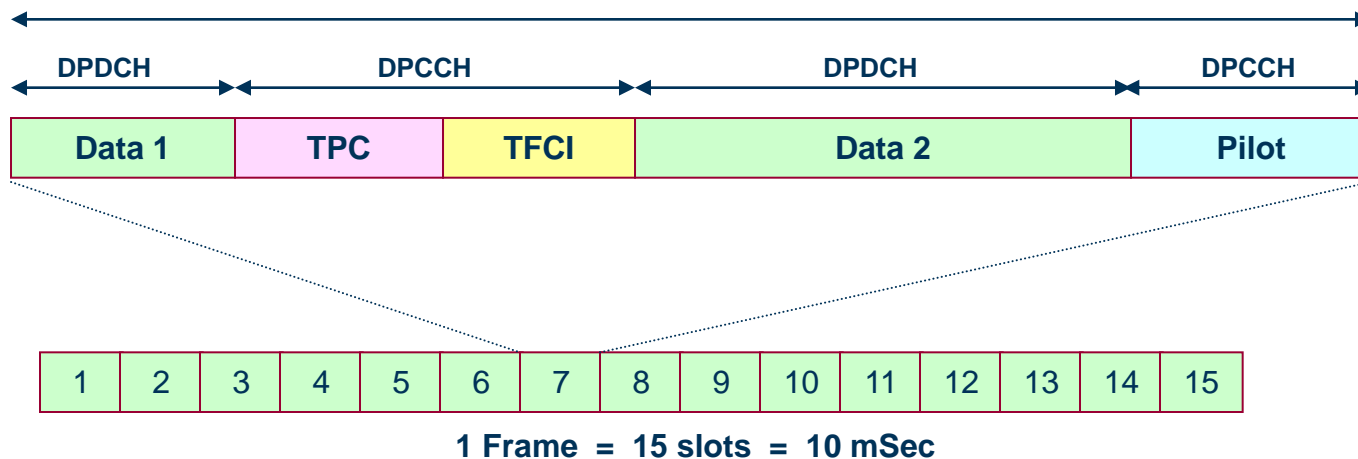 DPDCH DPCCH DPDCH DPCCH
Data 1 TPC TFCI Data 2 Pilot
1 2 3 4 5 6 7 8 9 10 11 12 13 14 15
1 Frame = 15 slots = 10 mSec